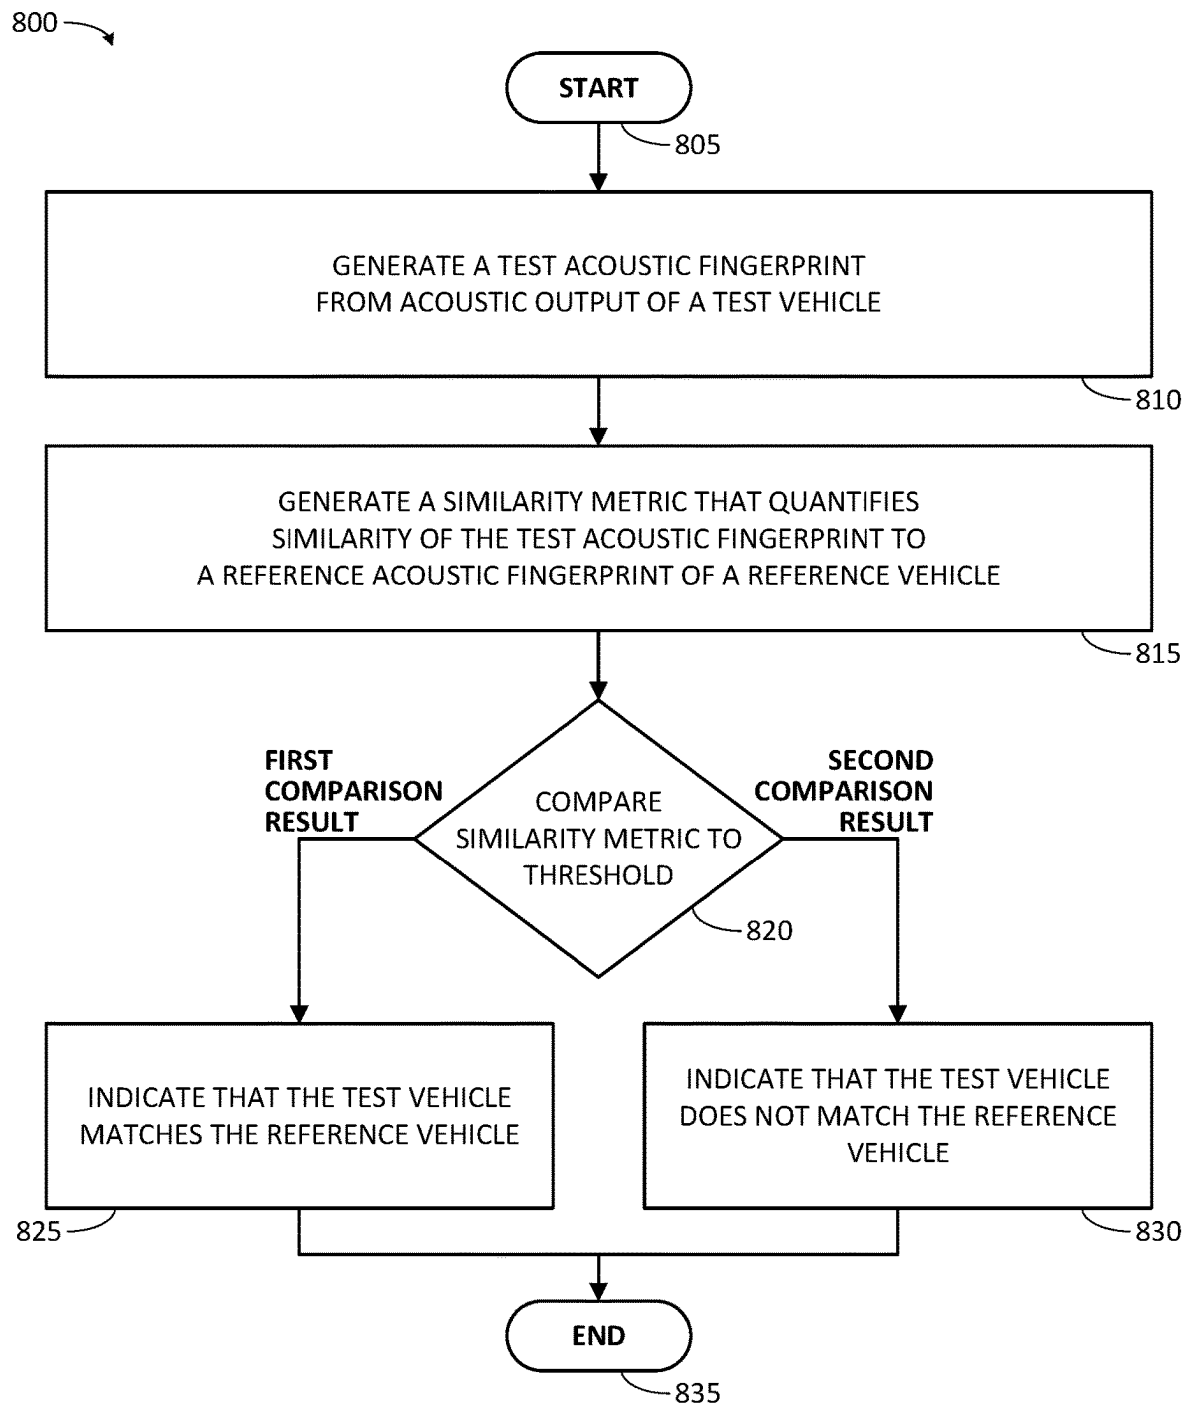 800
START
805
GENERATE A TEST ACOUSTIC FINGERPRINT
FROM ACOUSTIC OUTPUT OF A TEST VEHICLE
810
GENERATE A SIMILARITY METRIC THAT QUANTIFIES
SIMILARITY OF THE TEST ACOUSTIC FINGERPRINT TO
A REFERENCE ACOUSTIC FINGERPRINT OF A REFERENCE VEHICLE
815
FIRST
COMPARISON
RESULT
COMPARE
SIMILARITY METRIC TO
THRESHOLD
SECOND
COMPARISON
RESULT
820
INDICATE THAT THE TEST VEHICLE
MATCHES THE REFERENCE VEHICLE
825
INDICATE THAT THE TEST VEHICLE
DOES NOT MATCH THE REFERENCE
VEHICLE
830
END
835